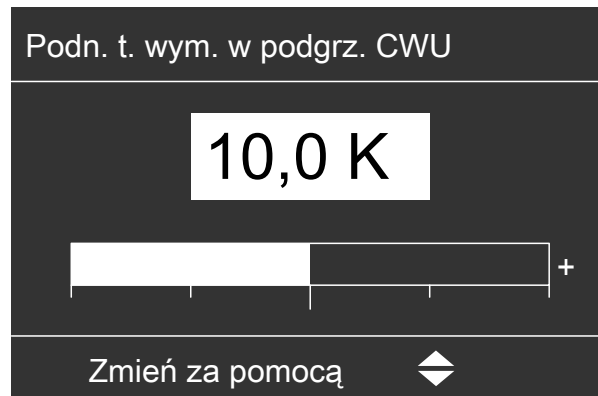 Podn. t. wym. w podgrz. CWU
10,0 K
+
Zmień za pomocą